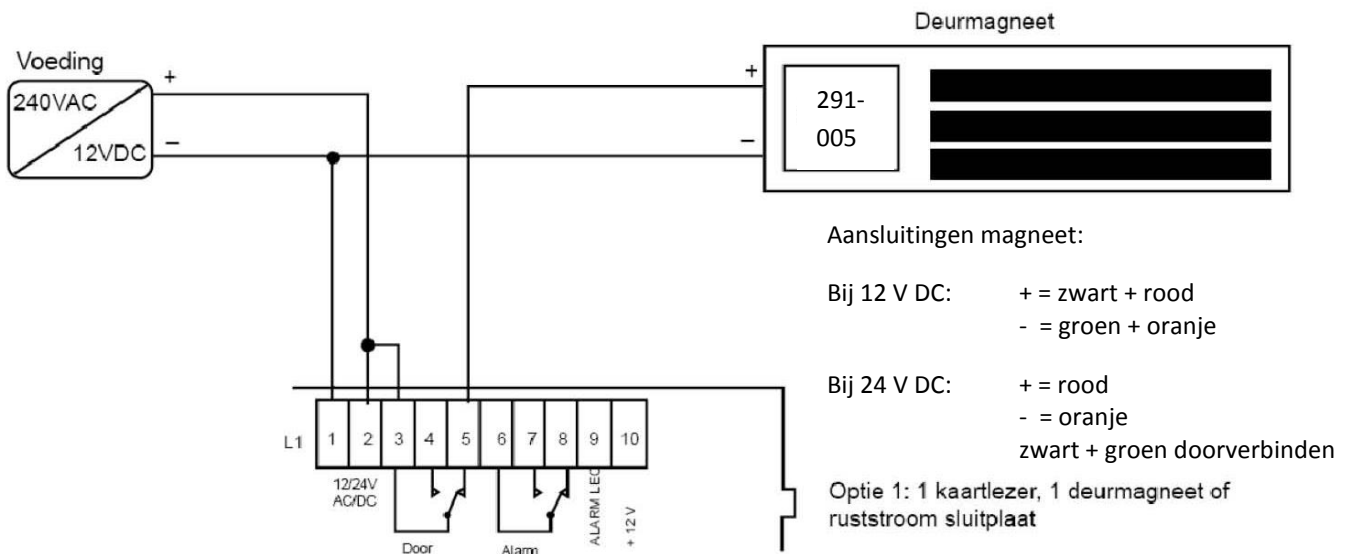 Deurmagneet
Voeding
+
240VAC
12VDC
–
+
–
291-
005
Aansluitingen magneet:
Bij 12 V DC: + = zwart + rood
- = groen + oranje
Bij 24 V DC: + = rood
- = oranje
zwart + groen doorverbinden
Optie 1: 1 kaartlezer, 1 deurmagneet of
ruststroom sluitplaat
L1 1 2 3 4 5 6 7 8 9 10
12/24V
AC/DC
Door
Alarm
ALARM LED
+ 12 V